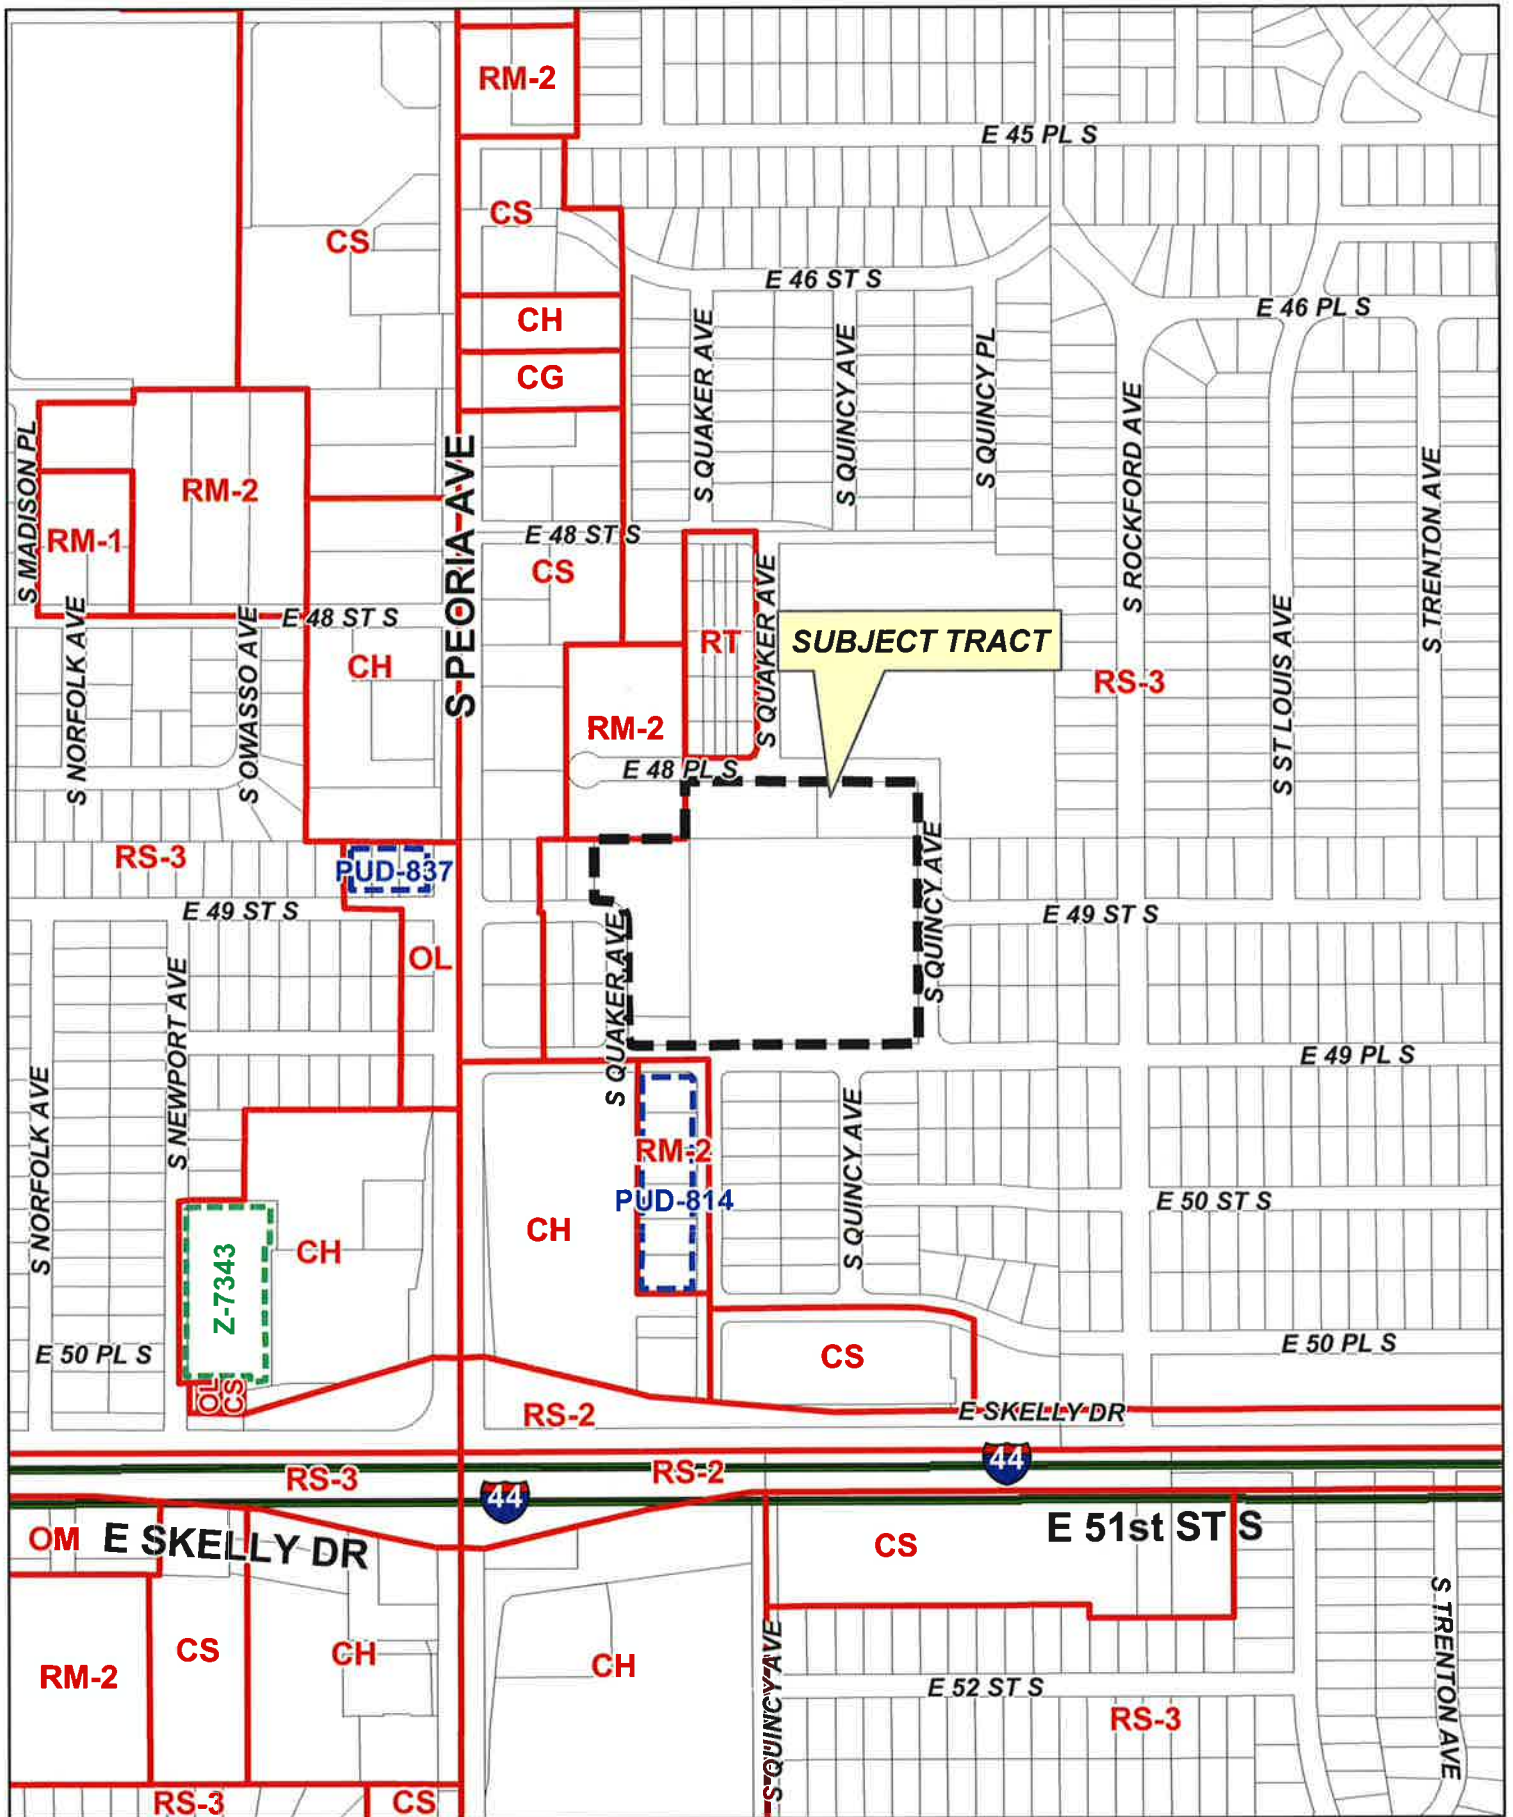 RM-2
E 45 PL S
CS
CS
E 46 ST S
E 46 PL S
CH
CG
S QUAKER AVE
S QUINCY AVE
S QUINCY PL
S ROCKFORD AVE
S MADISON PL
S PEORIA AVE
S TRENTON AVE
RM-2
RM-1
E 48 ST S
CS
S NORFOLK AVE
S OWASSO AVE
E 48 ST S
CH
RT
S QUAKER AVE
SUBJECT TRACT
RS-3
S ST LOUIS AVE
RM-2
E 48 PL S
RS-3
PUD-837
S QUINCY AVE
E 49 ST S
E 49 ST S
OL
S QUAKER AVE
S NEWPORT AVE
E 49 PL S
S NORFOLK AVE
S QUINCY AVE
RM-2
PUD-814
E 50 ST S
CH
CH
Z-7343
E 50 PL S
CS
E 50 PL S
OL
CS
RS-2
E SKELLY DR
RS-3
RS-2
44
44
OM
E SKELLY DR
CS
E 51st ST S
RM-2
CS
CH
CH
S QUINCY AVE
E 52 ST S
RS-3
S TRENTON AVE
RS-3
CS